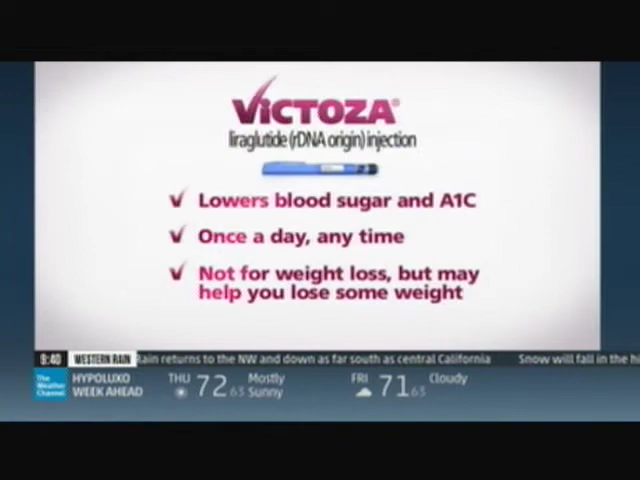 VICTOZA®
liraglutide (rDNA origin) injection
Lowers blood sugar and A1C
Once a day, any time
Not for weight loss, but may
help you lose some weight
9:40 WESTERN RAIN Rain returns to the NW and down as far south as central California Snow will fall in the hi
The Weather Channel
HYPOLUXO
WEEK AHEAD
THU 72 63 Mostly Sunny
FRI 71 63 Cloudy